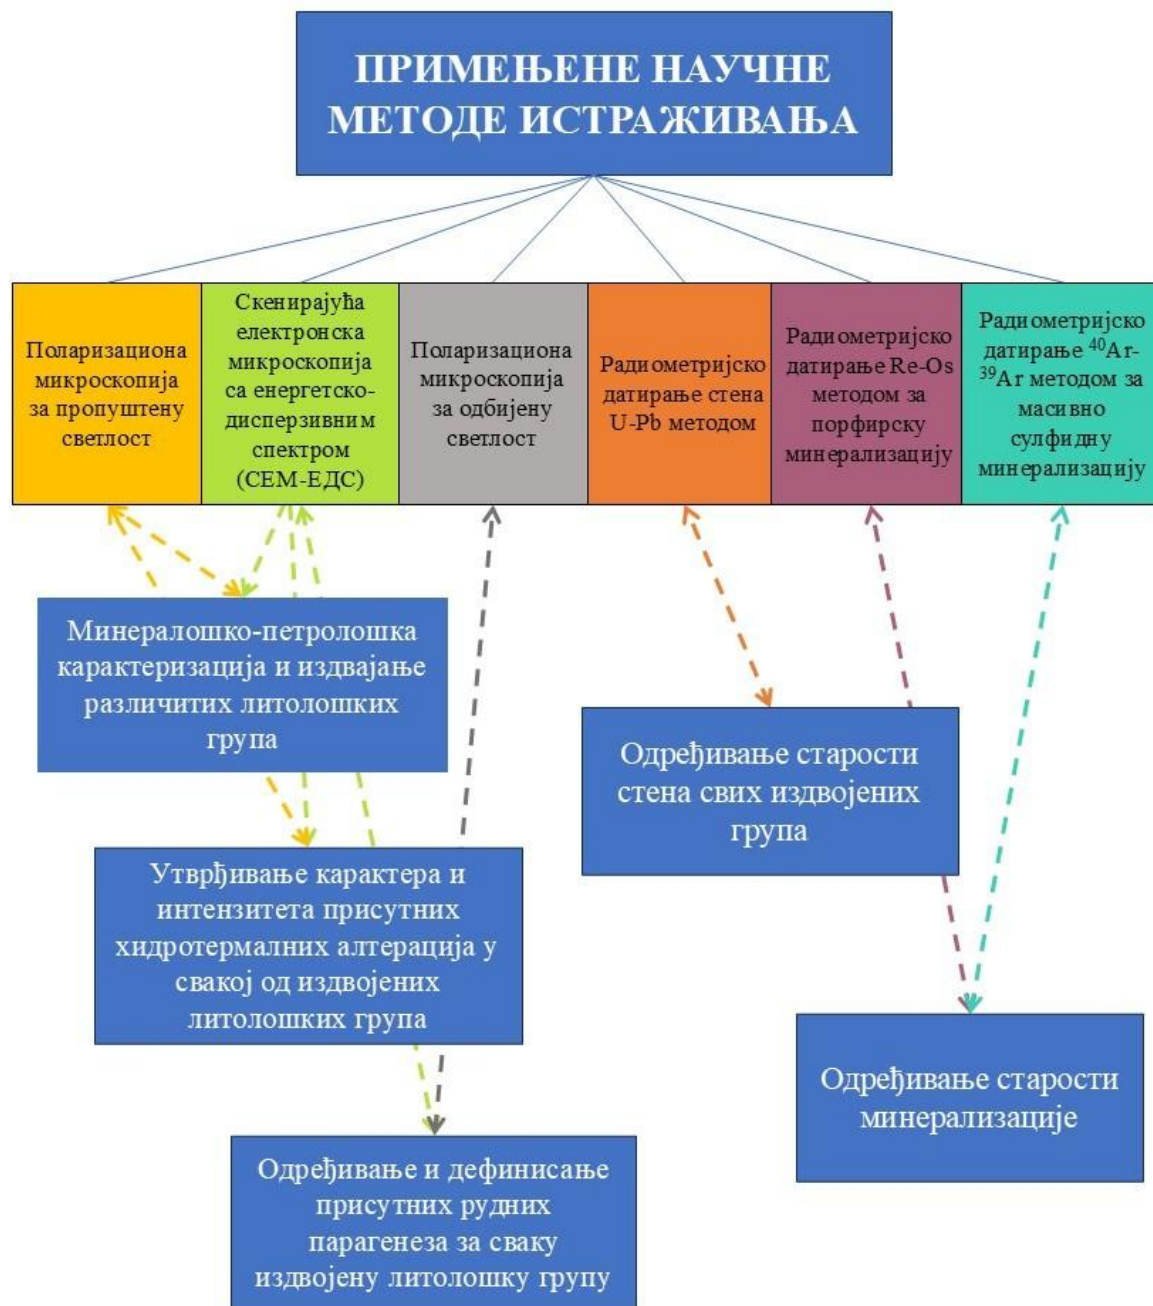 ПРИМЕЊЕНЕ НАУЧНЕ
МЕТОДЕ ИСТРАЖИВАЊА
Поларизациона
микроскопија
за пропуштену
светлост
Скенирајућа
електронска
микроскопија
са енергетско-
дисперзивним
спектром
(СЕМ-ЕДС)
Поларизациона
микроскопија
за одбијену
светлост
Радиометријско
датирање стена
U-Pb методом
Радиометријско
датирање Re-Os
методом за
порфирску
минерализацију
Радиометријско
датирање ⁴⁰Ar-
³⁹Ar методом за
масивно
сулфидну
минерализацију
Минералошко-петролошка
карактеризација и издвајање
различитих литолошких
група
Одређивање старости
стена свих издвојених
група
Утврђивање карактера и
интензитета присутних
хидротермалних алтерација у
свакој од издвојених
литолошких група
Одређивање старости
минерализације
Одређивање и дефинисање
присутних рудних
парагенеза за сваку
издвојену литолошку групу